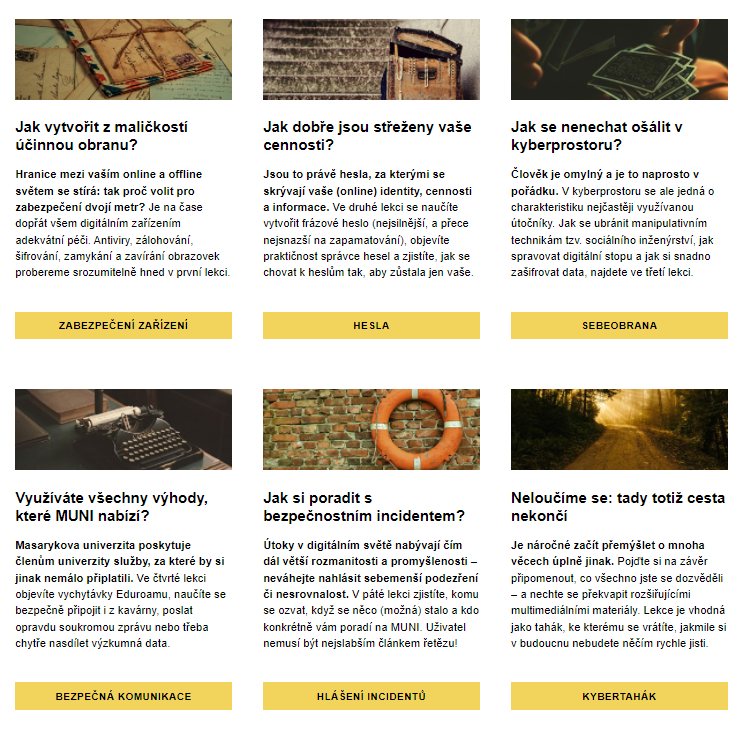 Jak vytvořit z maličkostí
účinnou obranu?
Hranice mezi vaším online a offline
světem se stírá: tak proč volit pro
zabezpečení dvojí metr? Je na čase
dopřát všem digitálním zařízením
adekvátní péči. Antiviry, zálohování,
šifrování, zamykání a zavírání obrazovek
probereme srozumitelně hned v první lekci.
ZABEZPEČENÍ ZAŘÍZENÍ
Jak dobře jsou střeženy vaše
cennosti?
Jsou to právě hesla, za kterými se
skrývají vaše (online) identity, cennosti
a informace. Ve druhé lekci se naučíte
vytvořit frázové heslo (nejsilnější, a přece
nejsnazší na zapamatování), objevíte
praktičnost správce hesel a zjistíte, jak se
chovat k heslům tak, aby zůstala jen vaše.
HESLA
Jak se nenechat ošálit v
kyberprostoru?
Člověk je omylný a je to naprosto v
pořádku. V kyberprostoru se ale jedná o
charakteristiku nejčastěji využívanou
útočníky. Jak se ubránit manipulativním
technikám tzv. sociálního inženýrství, jak
spravovat digitální stopu a jak si snadno
zašifrovat data, najdete ve třetí lekci.
SEBEOBRANA
Využíváte všechny výhody,
které MUNI nabízí?
Masarykova univerzita poskytuje
členům univerzity služby, za které by si
jinak nemálo připlatili. Ve čtvrté lekci
objevíte vychytávky Eduroamu, naučíte se
bezpečně připojit i z kavárny, poslat
opravdu soukromou zprávu nebo třeba
chytře nasdílet výzkumná data.
BEZPEČNÁ KOMUNIKACE
Jak si poradit s
bezpečnostním incidentem?
Útoky v digitálním světě nabývají čím
dál větší rozmanitosti a promyšlenosti –
neváhejte nahlásit sebemenší podezření
či nesrovnalost. V páté lekci zjistíte, komu
se ozvat, když se něco (možná) stalo a kdo
konkrétně vám poradí na MUNI. Uživatel
nemusí být nejslabším článkem řetězu!
HLÁŠENÍ INCIDENTŮ
Neloučíme se: tady totiž cesta
nekončí
Je náročné začít přemýšlet o mnoha
věcech úplně jinak. Pojďte si na závěr
připomenout, co všechno jste se dozvěděli
– a nechte se překvapit rozšiřujícími
multimediálními materiály. Lekce je vhodná
jako tahák, ke kterému se vrátíte, jakmile si
v budoucnu nebudete něčím rychle jisti.
KYBERTAHÁK